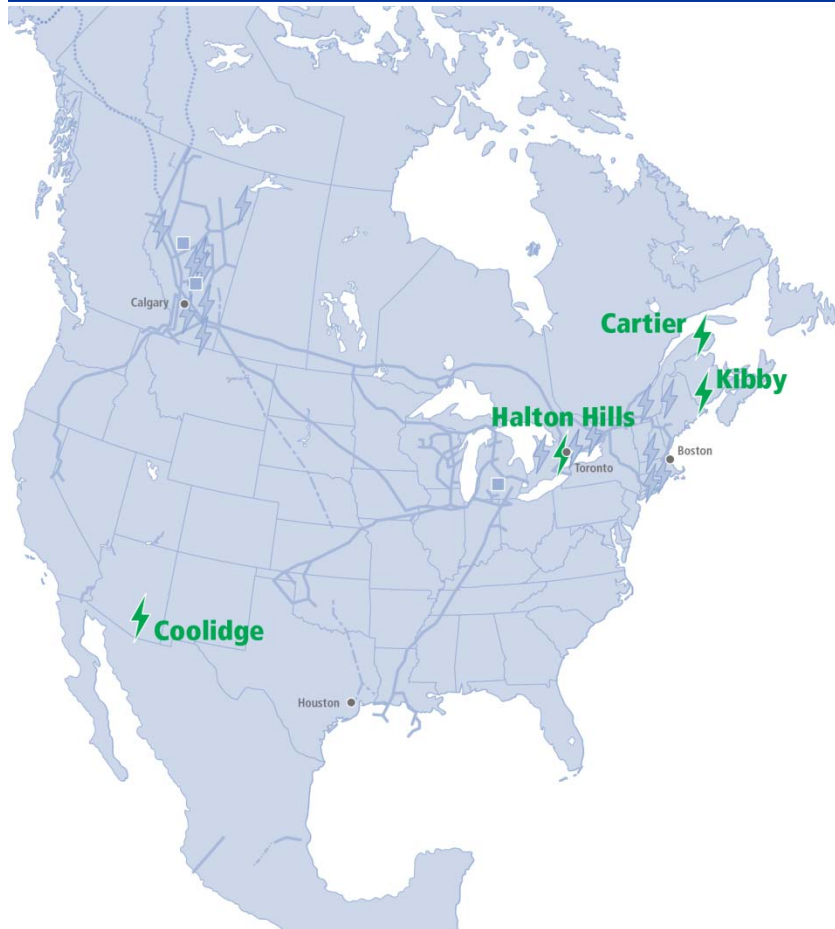 Calgary
Cartier
Kibby
Halton Hills
Boston
Toronto
Coolidge
Houston